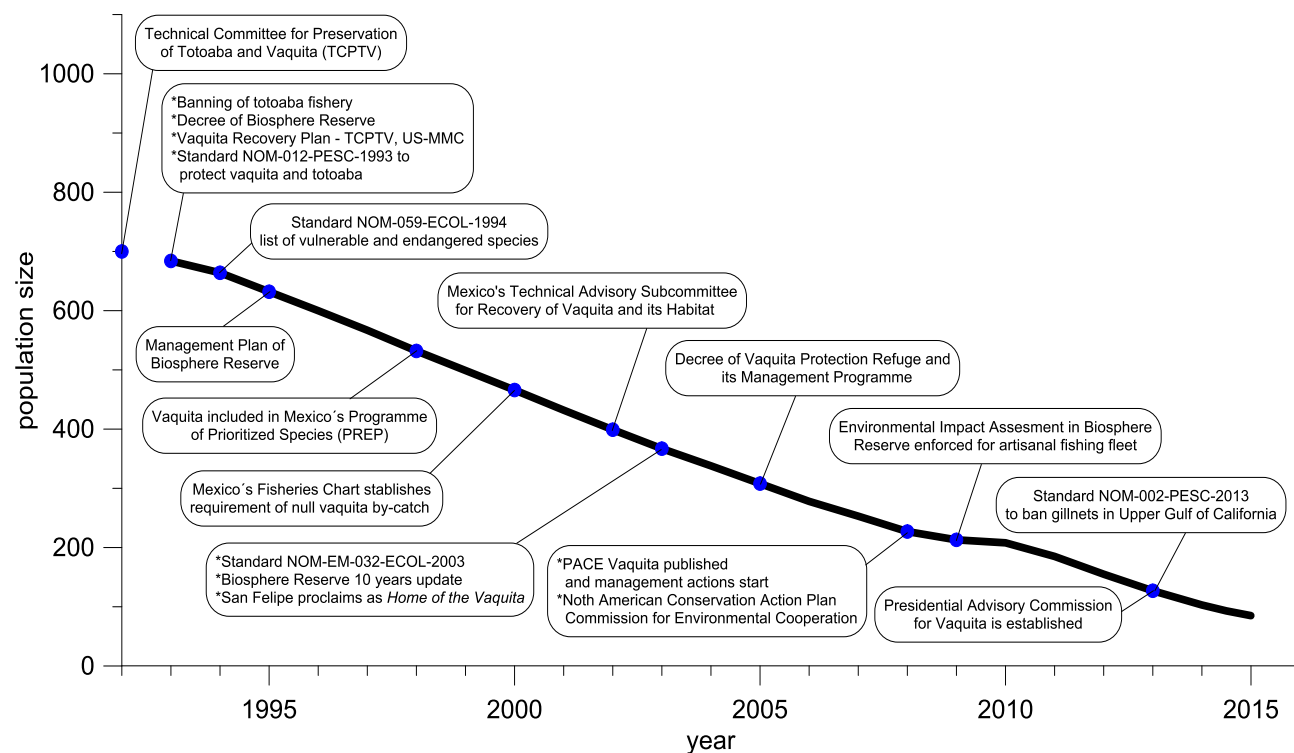 Technical Committee for Preservation
of Totoaba and Vaquita (TCPTV)
*Banning of totoaba fishery
*Decree of Biosphere Reserve
*Vaquita Recovery Plan - TCPTV, US-MMC
*Standard NOM-012-PESC-1993 to
protect vaquita and totoaba
Standard NOM-059-ECOL-1994
list of vulnerable and endangered species
Management Plan of
Biosphere Reserve
Vaquita included in Mexico´s Programme
of Prioritized Species (PREP)
Mexico´s Fisheries Chart stablishes
requirement of null vaquita by-catch
*Standard NOM-EM-032-ECOL-2003
*Biosphere Reserve 10 years update
*San Felipe proclaims as Home of the Vaquita
Mexico's Technical Advisory Subcommittee
for Recovery of Vaquita and its Habitat
Decree of Vaquita Protection Refuge and
its Management Programme
*PACE Vaquita published
and management actions start
*Noth American Conservation Action Plan
Commission for Environmental Cooperation
Environmental Impact Assesment in Biosphere
Reserve enforced for artisanal fishing fleet
Standard NOM-002-PESC-2013
to ban gillnets in Upper Gulf of California
Presidential Advisory Commission
for Vaquita is established
population size
1000
800
600
400
200
0
1995
2000
2005
2010
2015
year